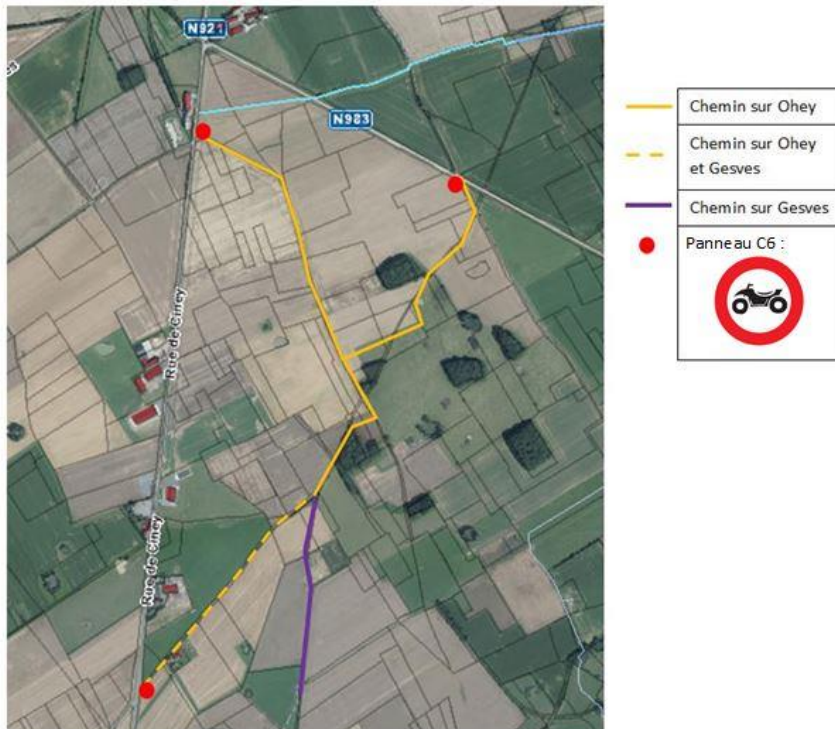 N921
N983
Rue de Ciney
Rue de Ciney
Chemin sur Ohey
Chemin sur Ohey
et Gesves
Chemin sur Gesves
Panneau C6 :